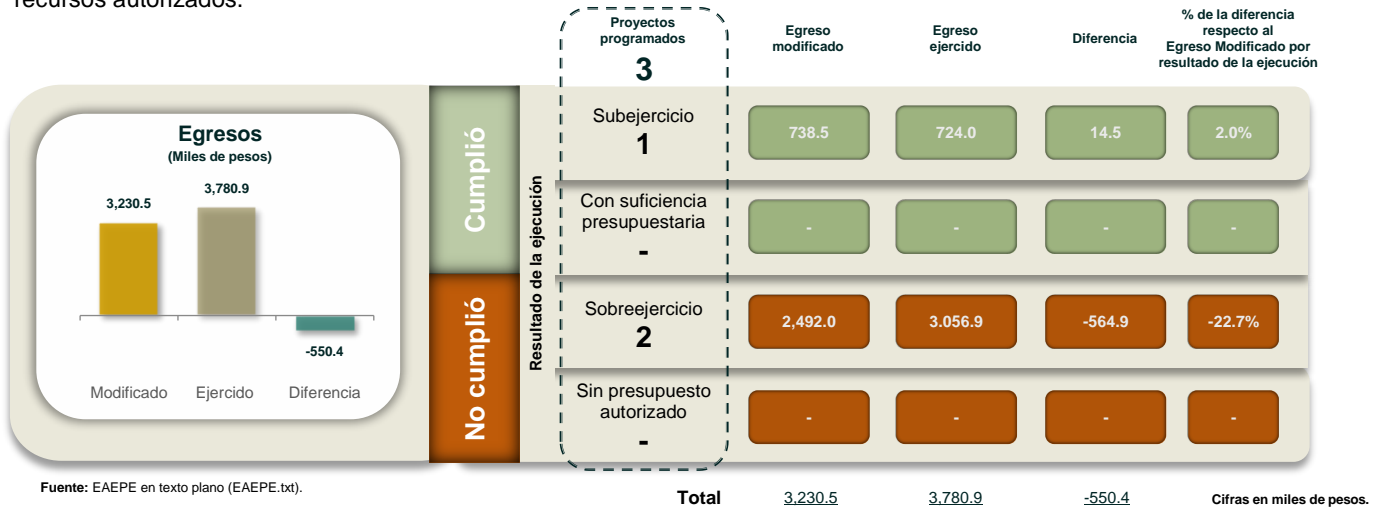 recursos autorizados.
Proyectos
programados
3
Egreso
modificado
Egreso
ejercido
Diferencia
% de la diferencia
respecto al
Egreso Modificado por
resultado de la ejecución
Egresos
(Miles de pesos)
3,230.5
3,780.9
-550.4
Modificado
Ejercido
Diferencia
Cumplió
No cumplió
Resultado de la ejecución
Subejercicio
1
738.5
724.0
14.5
2.0%
Con suficiencia
presupuestaria
-
-
-
-
-
Sobreejercicio
2
2,492.0
3.056.9
-564.9
-22.7%
Sin presupuesto
autorizado
-
-
-
-
-
Fuente: EAEPE en texto plano (EAEPE.txt).
Total
3,230.5
3,780.9
-550.4
Cifras en miles de pesos.